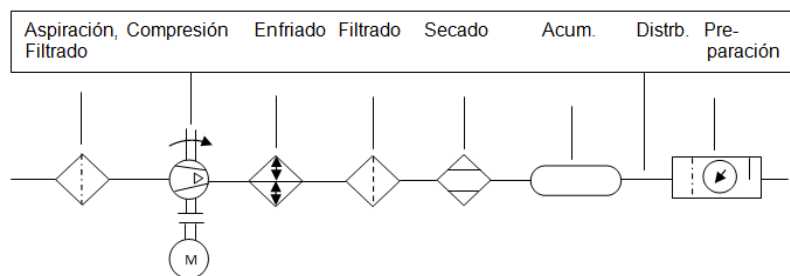 Aspiración, Compresión Enfriado Filtrado Secado Acum. Distrb. Pre-
Filtrado paración
M